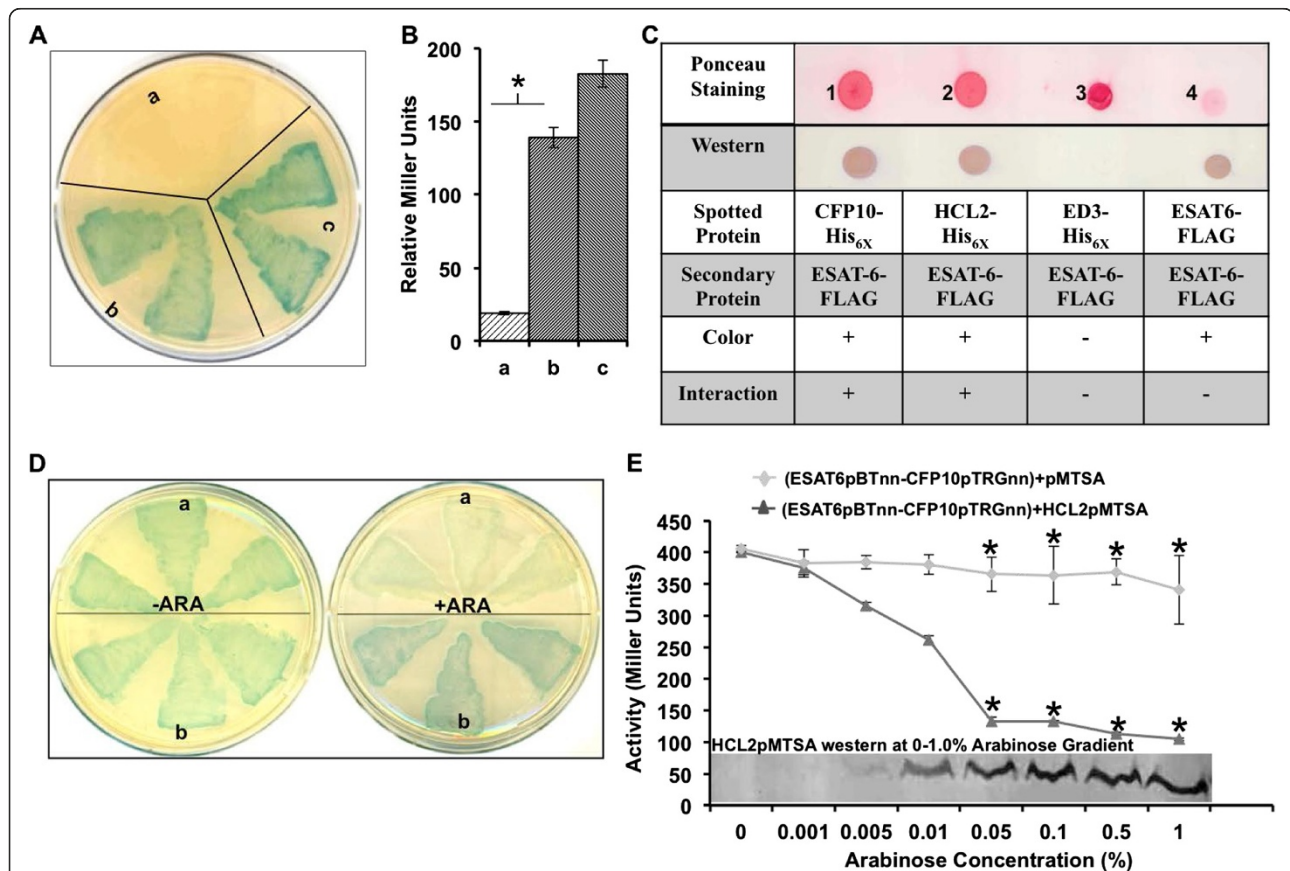 A
a
b
c
B
Relative Miller Units
200
150
100
50
0
*
a b c
C
Ponceau Staining
1 2 3 4
Western
Spotted Protein
CFP10-His6X
HCL2-His6X
ED3-His6X
ESAT6-FLAG
Secondary Protein
ESAT-6-FLAG
ESAT-6-FLAG
ESAT-6-FLAG
ESAT-6-FLAG
Color + + - +
Interaction + + - -
D
a
-ARA
b
a
+ARA
b
E
(ESAT6pBTnn-CFP10pTRGnn)+pMTSA
(ESAT6pBTnn-CFP10pTRGnn)+HCL2pMTSA
Activity (Miller Units)
450
400
350
300
250
200
150
100
50
0
* * * *
* * * *
HCL2pMTSA western at 0-1.0% Arabinose Gradient
0 0.001 0.005 0.01 0.05 0.1 0.5 1
Arabinose Concentration (%)